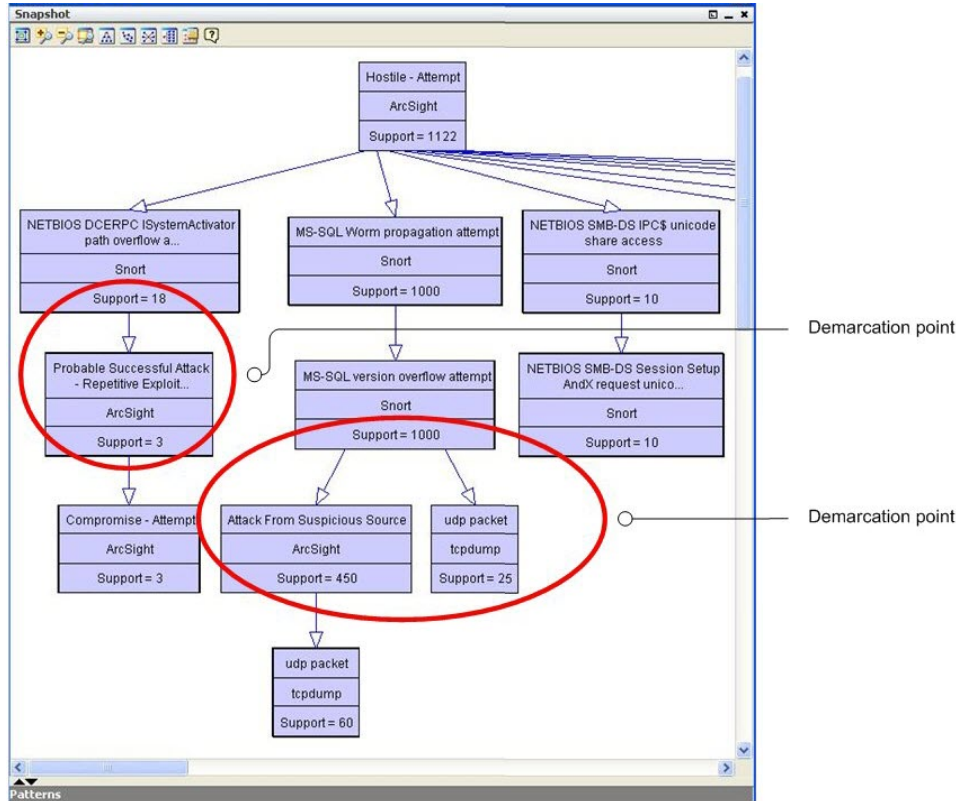 Snapshot
Hostile - Attempt
ArcSight
Support = 1122
NETBIOS DCERPC ISystemActivator
path overflow a...
Snort
Support = 18
MS-SQL Worm propagation attempt
Snort
Support = 1000
NETBIOS SMB-DS IPC$ unicode
share access
Snort
Support = 10
Demarcation point
Probable Successful Attack
- Repetitive Exploit...
ArcSight
Support = 3
MS-SQL version overflow attempt
Snort
Support = 1000
NETBIOS SMB-DS Session Setup
AndX request unico...
Snort
Support = 10
Compromise - Attempt
ArcSight
Support = 3
Attack From Suspicious Source
ArcSight
Support = 450
udp packet
tcpdump
Support = 25
Demarcation point
udp packet
tcpdump
Support = 60
Patterns